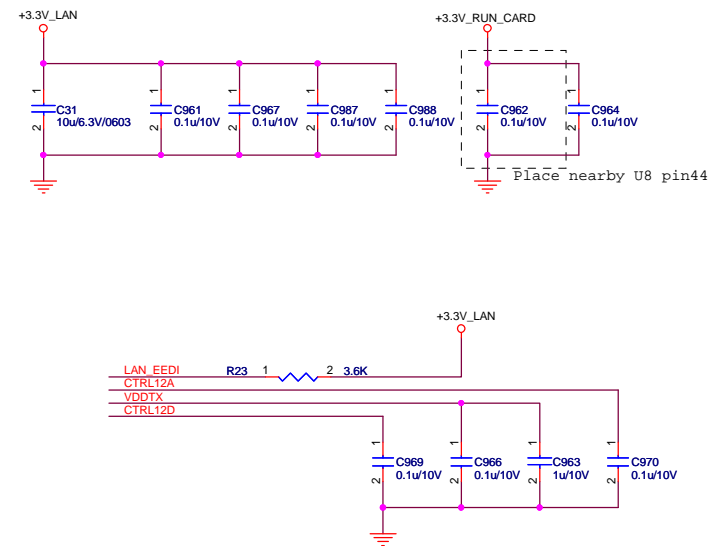 +3.3V_LAN
+3.3V_RUN_CARD
1 1 1 1 1 1 1
C31 C961 C967 C987 C988 C962 C964
10u/6.3V/0603 0.1u/10V 0.1u/10V 0.1u/10V 0.1u/10V 0.1u/10V 0.1u/10V
2 2 2 2 2 2 2
Place nearby U8 pin44
+3.3V_LAN
LAN_EEDI R23 1 2 3.6K
CTRL12A
VDDTX
CTRL12D
1 1 1 1
C969 C966 C963 C970
0.1u/10V 0.1u/10V 1u/10V 0.1u/10V
2 2 2 2